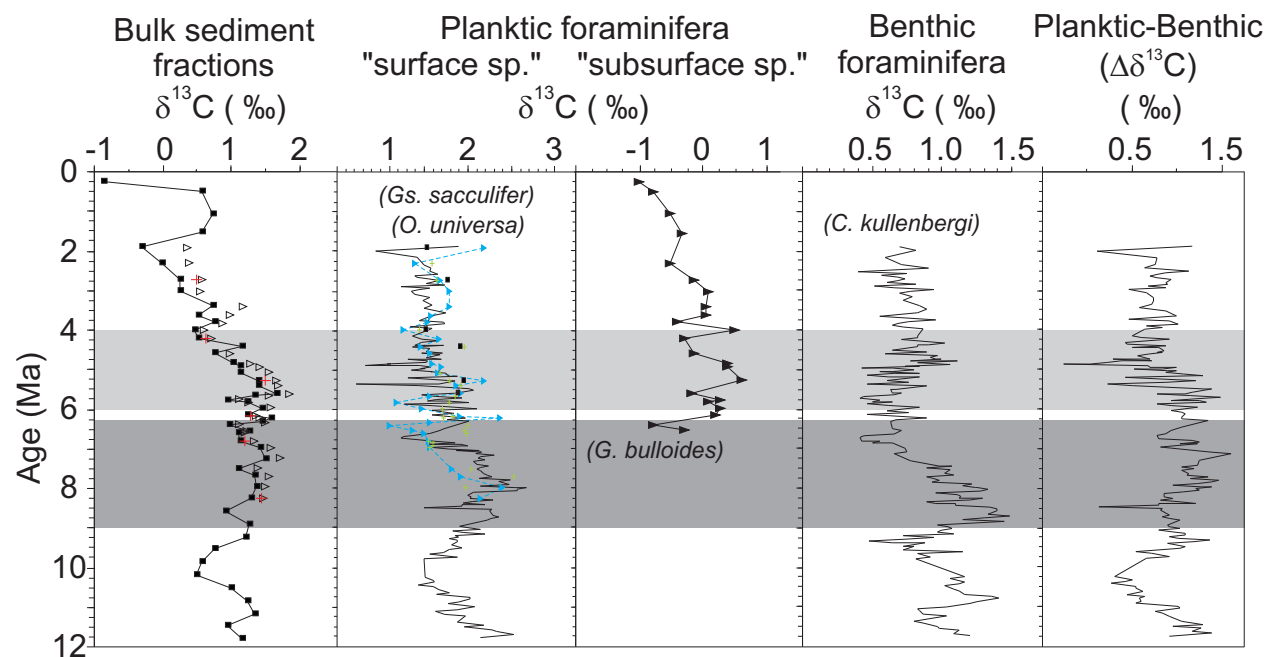 Bulk sediment fractions
δ¹³C ( ‰)
Planktic foraminifera
"surface sp." "subsurface sp."
δ¹³C ( ‰)
Benthic foraminifera
δ¹³C ( ‰)
Planktic-Benthic
(Δδ¹³C)
( ‰)
-1 0 1 2
1 2 3
-1 0 1
0.5 1.0 1.5
0.5 1.5
Age (Ma)
0
2
4
6
8
10
12
(Gs. sacculifer)
(O. universa)
(G. bulloides)
(C. kullenbergi)